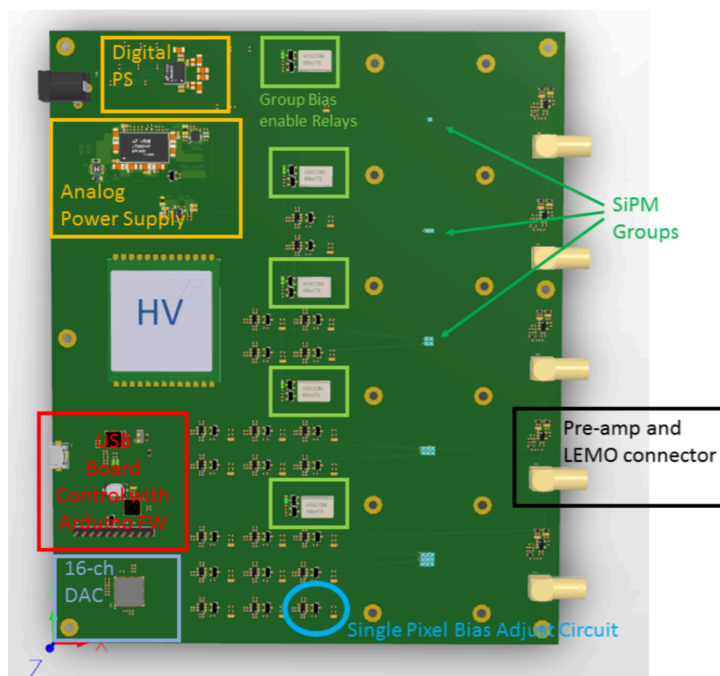 Digital
PS
Group Bias
enable Relays
Analog
Power Supply
SiPM
Groups
HV
USB
Board
Control with
Arduino FW
Pre-amp and
LEMO connector
16-ch
DAC
Single Pixel Bias Adjust Circuit
X
Z